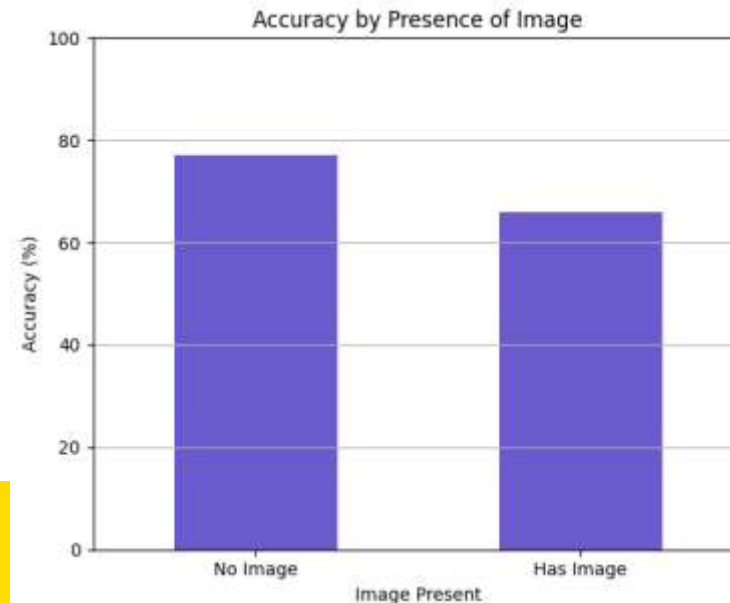 Accuracy by Presence of Image
100
80
60
40
20
0
Accuracy (%)
No Image Has Image
Image Present